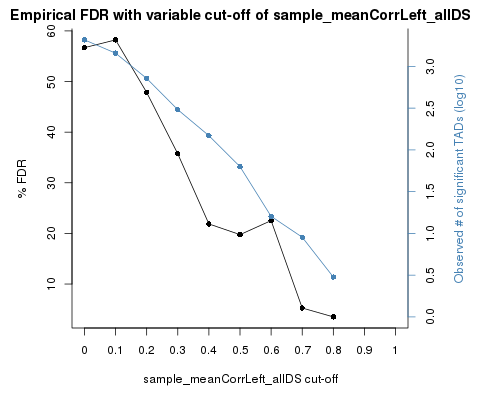 Empirical FDR with variable cut-off of sample_meanCorrLeft_allDS
60
50
40
30
20
10
% FDR
3.0
2.5
2.0
1.5
1.0
0.5
0.0
Observed # of significant TADs (log10)
0 0.1 0.2 0.3 0.4 0.5 0.6 0.7 0.8 0.9 1
sample_meanCorrLeft_allDS cut-off